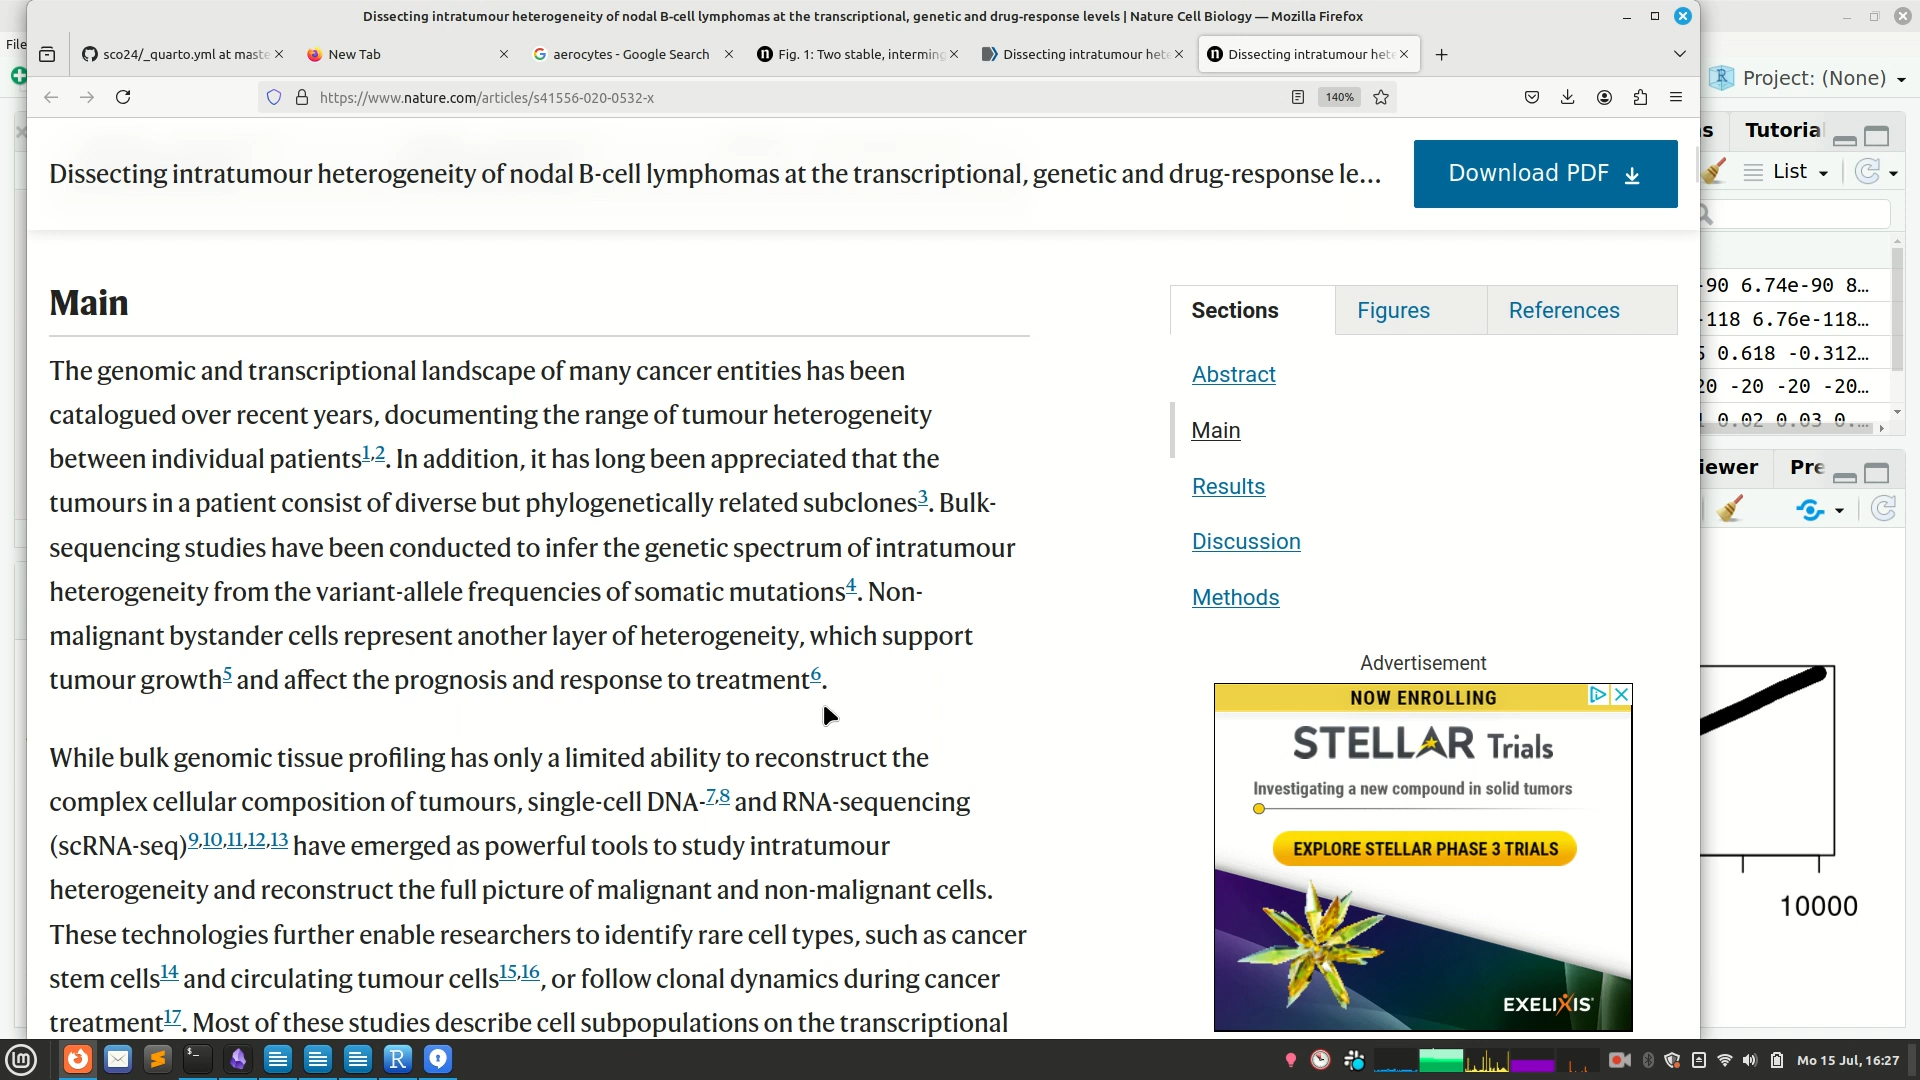 Dissecting intratumour heterogeneity of nodal B-cell lymphomas at the transcriptional, genetic and drug-response levels | Nature Cell Biology — Mozilla Firefox
File
sco24/_quarto.yml at maste
New Tab
aerocytes - Google Search
Fig. 1: Two stable, interming
Dissecting intratumour hete
Dissecting intratumour hete
https://www.nature.com/articles/s41556-020-0532-x
140%
Project: (None)
Dissecting intratumour heterogeneity of nodal B-cell lymphomas at the transcriptional, genetic and drug-response le...
Download PDF
Main
The genomic and transcriptional landscape of many cancer entities has been
catalogued over recent years, documenting the range of tumour heterogeneity
between individual patients1,2. In addition, it has long been appreciated that the
tumours in a patient consist of diverse but phylogenetically related subclones3. Bulk-
sequencing studies have been conducted to infer the genetic spectrum of intratumour
heterogeneity from the variant-allele frequencies of somatic mutations4. Non-
malignant bystander cells represent another layer of heterogeneity, which support
tumour growth5 and affect the prognosis and response to treatment6.
While bulk genomic tissue profiling has only a limited ability to reconstruct the
complex cellular composition of tumours, single-cell DNA-7,8 and RNA-sequencing
(scRNA-seq)9,10,11,12,13 have emerged as powerful tools to study intratumour
heterogeneity and reconstruct the full picture of malignant and non-malignant cells.
These technologies further enable researchers to identify rare cell types, such as cancer
stem cells14 and circulating tumour cells15,16, or follow clonal dynamics during cancer
treatment17. Most of these studies describe cell subpopulations on the transcriptional
Sections
Figures
References
Abstract
Main
Results
Discussion
Methods
Advertisement
NOW ENROLLING
STELLAR Trials
Investigating a new compound in solid tumors
EXPLORE STELLAR PHASE 3 TRIALS
EXELIXIS
s Tutorial
List
-90 6.74e-90 8...
-118 6.76e-118...
5 0.618 -0.312...
20 -20 -20 -20...
0.02 0.03 0...
iewer Pre
10000
Mo 15 Jul, 16:27